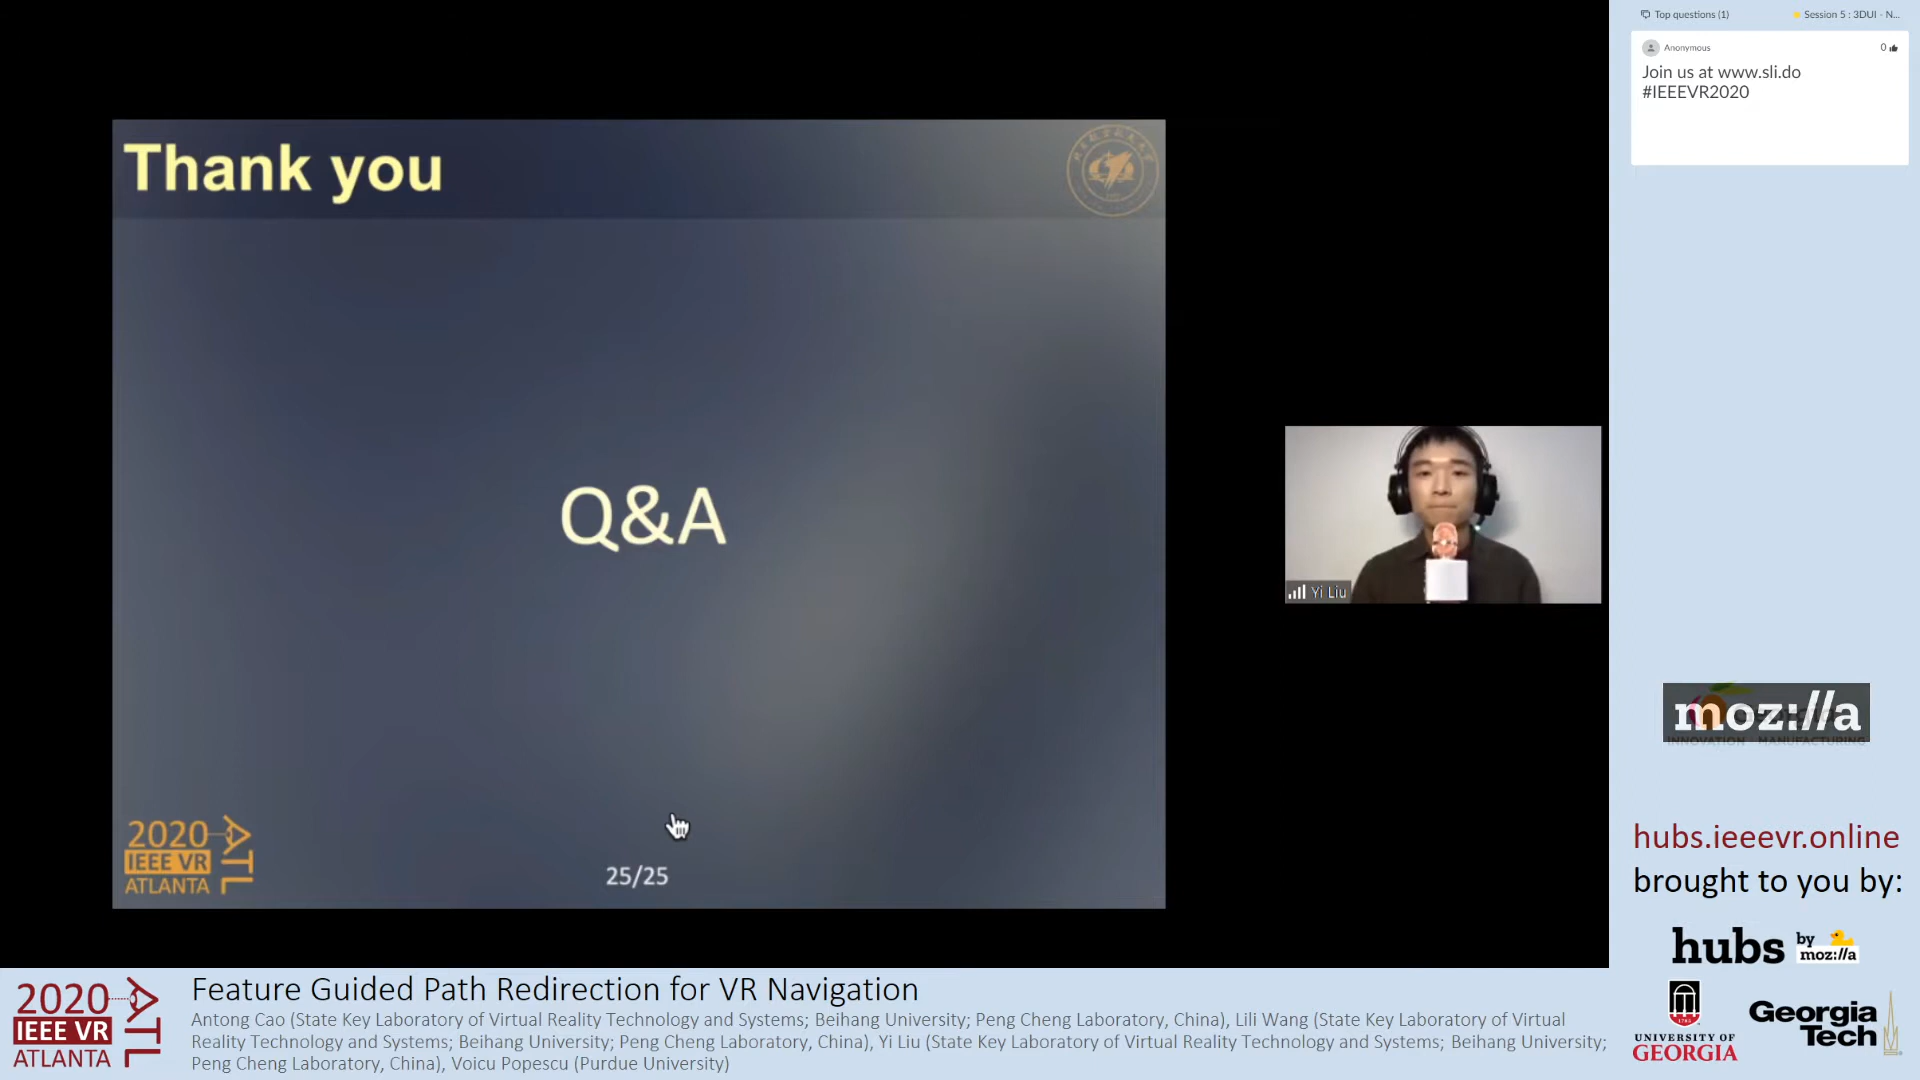 Top questions (1)
Session 5 : 3DUI - N...
Anonymous
0
Join us at www.sli.do
#IEEEVR2020
Thank you
Q&A
Yi Liu
2020
IEEE VR
ATLANTA
ATL
25/25
moz://a
INNOVATION MANUFACTURING
hubs.ieeevr.online
brought to you by:
hubs by moz://a
UNIVERSITY OF
GEORGIA
Georgia
Tech
2020
IEEE VR
ATLANTA
ATL
Feature Guided Path Redirection for VR Navigation
Antong Cao (State Key Laboratory of Virtual Reality Technology and Systems; Beihang University; Peng Cheng Laboratory, China), Lili Wang (State Key Laboratory of Virtual
Reality Technology and Systems; Beihang University; Peng Cheng Laboratory, China), Yi Liu (State Key Laboratory of Virtual Reality Technology and Systems; Beihang University;
Peng Cheng Laboratory, China), Voicu Popescu (Purdue University)